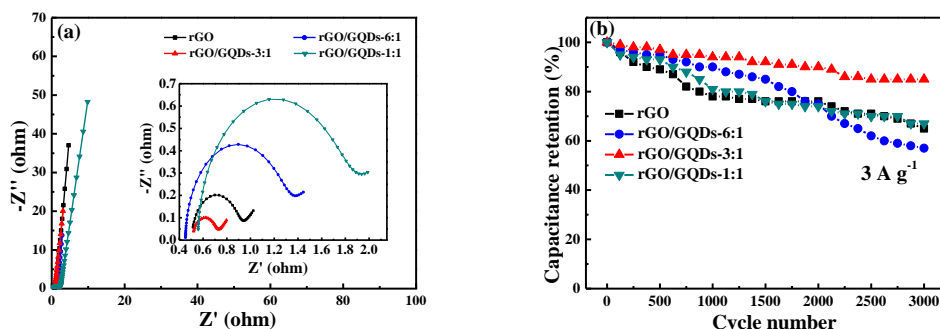 (a)
rGO
rGO/GQDs-6:1
rGO/GQDs-3:1
rGO/GQDs-1:1
-Z'' (ohm)
70
60
50
40
30
20
10
0
0 20 40 60 80 100
Z' (ohm)
-Z'' (ohm)
0.7
0.6
0.5
0.4
0.3
0.2
0.1
0.0
0.4 0.6 0.8 1.0 1.2 1.4 1.6 1.8 2.0
Z' (ohm)
(b)
Capacitance retention (%)
100
80
60
40
20
0
rGO
rGO/GQDs-6:1
rGO/GQDs-3:1
rGO/GQDs-1:1
3 A g-1
0 500 1000 1500 2000 2500 3000
Cycle number